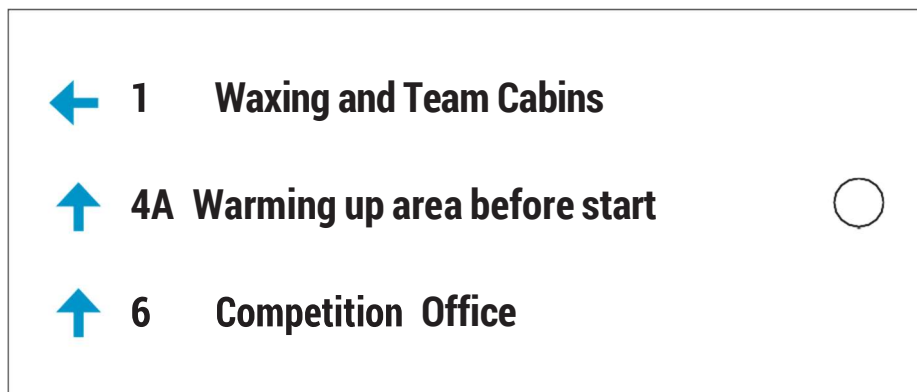 1 Waxing and Team Cabins
4A Warming up area before start
6 Competition Office